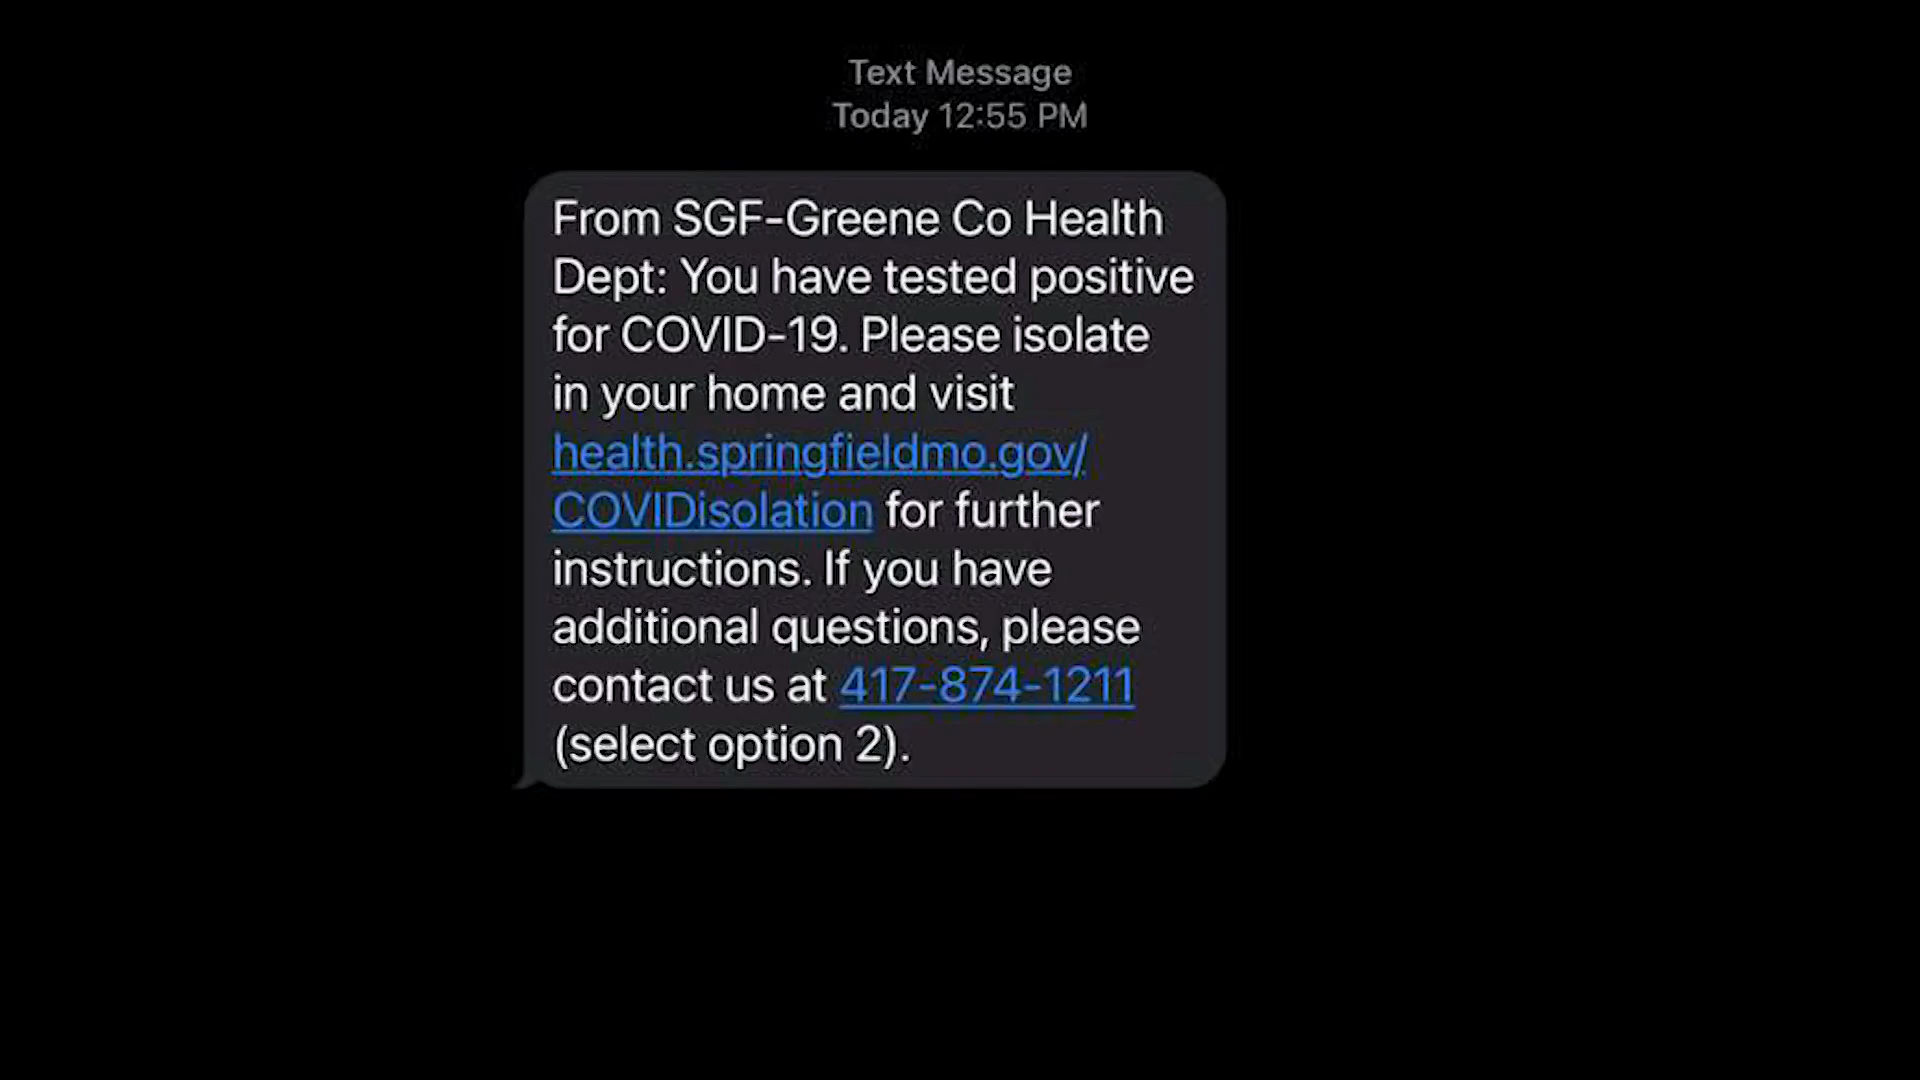 Text Message
Today 12:55 PM
From SGF-Greene Co Health
Dept: You have tested positive
for COVID-19. Please isolate
in your home and visit
health.springfieldmo.gov/
COVIDisolation for further
instructions. If you have
additional questions, please
contact us at 417-874-1211
(select option 2).